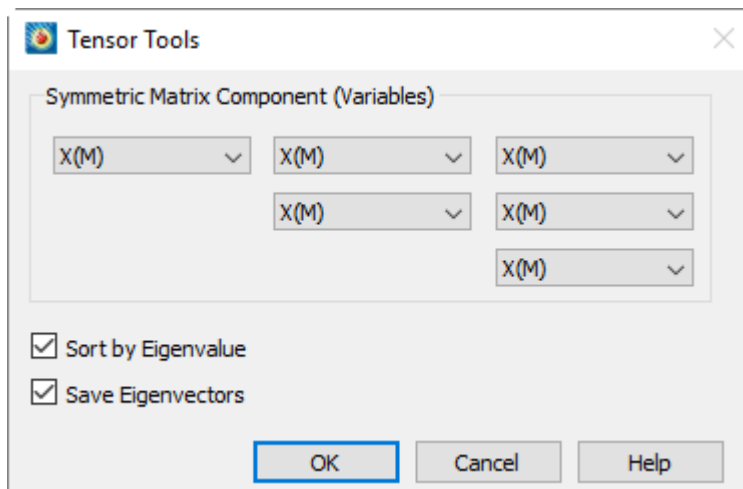 Tensor Tools
Symmetric Matrix Component (Variables)
X(M) X(M) X(M)
X(M) X(M)
X(M)
Sort by Eigenvalue
Save Eigenvectors
OK Cancel Help